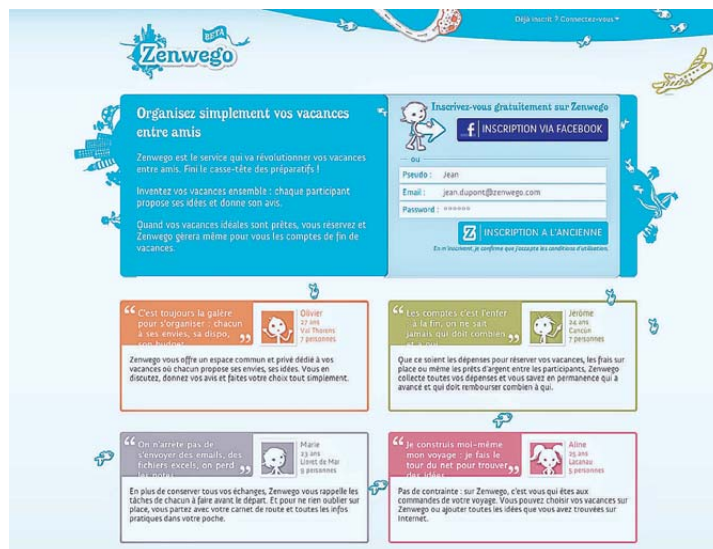 Déjà inscrit ? Connectez-vous
BETA
Zenwego
Organisez simplement vos vacances
entre amis
Zenwego est le service qui va révolutionner vos vacances
entre amis. Fini le casse-tête des préparatifs !
Inventez vos vacances ensemble : chaque participant
propose ses idées et donne son avis.
Quand vos vacances idéales sont prêtes, vous réservez et
Zenwego gèrera même pour vous les comptes de fin de
vacances.
Inscrivez-vous gratuitement sur Zenwego
f INSCRIPTION VIA FACEBOOK
ou
Pseudo : Jean
Email : jean.dupont@zenwego.com
Password : ••••••
Z INSCRIPTION A L'ANCIENNE
En m'inscrivant, je confirme que j'accepte les conditions d'utilisation.
“ C'est toujours la galère
pour s'organiser : chacun
a ses envies, sa dispo,
son budget ”
Olivier
27 ans
Val Thorens
7 personnes
Zenwego vous offre un espace commun et privé dédié à vos
vacances où chacun propose ses envies, ses idées. Vous en
discutez, donnez vos avis et faites votre choix tout simplement.
“ Les comptes c'est l'enfer
à la fin, on ne sait
jamais qui doit combien
et à qui ”
Jérôme
24 ans
Cancún
7 personnes
Que ce soient les dépenses pour réserver vos vacances, les frais sur
place ou même les prêts d'argent entre les participants, Zenwego
collecte toutes vos dépenses et vous savez en permanence qui a
avancé et qui doit rembourser combien à qui.
“ On n'arrête pas de
s'envoyer des emails, des
fichiers excels, on perd
les notes ”
Marie
23 ans
Lloret de Mar
9 personnes
En plus de conserver tous vos échanges, Zenwego vous rappelle les
tâches de chacun à faire avant le départ. Et pour ne rien oublier sur
place, vous partez avec votre carnet de route et toutes les infos
pratiques dans votre poche.
“ Je construis moi-même
mon voyage : je fais le
tour du net pour trouver
des idées ”
Aline
25 ans
Lacanau
5 personnes
Pas de contrainte : sur Zenwego, c'est vous qui êtes aux
commandes de votre voyage. Vous pouvez choisir vos vacances sur
Zenwego ou ajouter toutes les idées que vous avez trouvées sur
Internet.